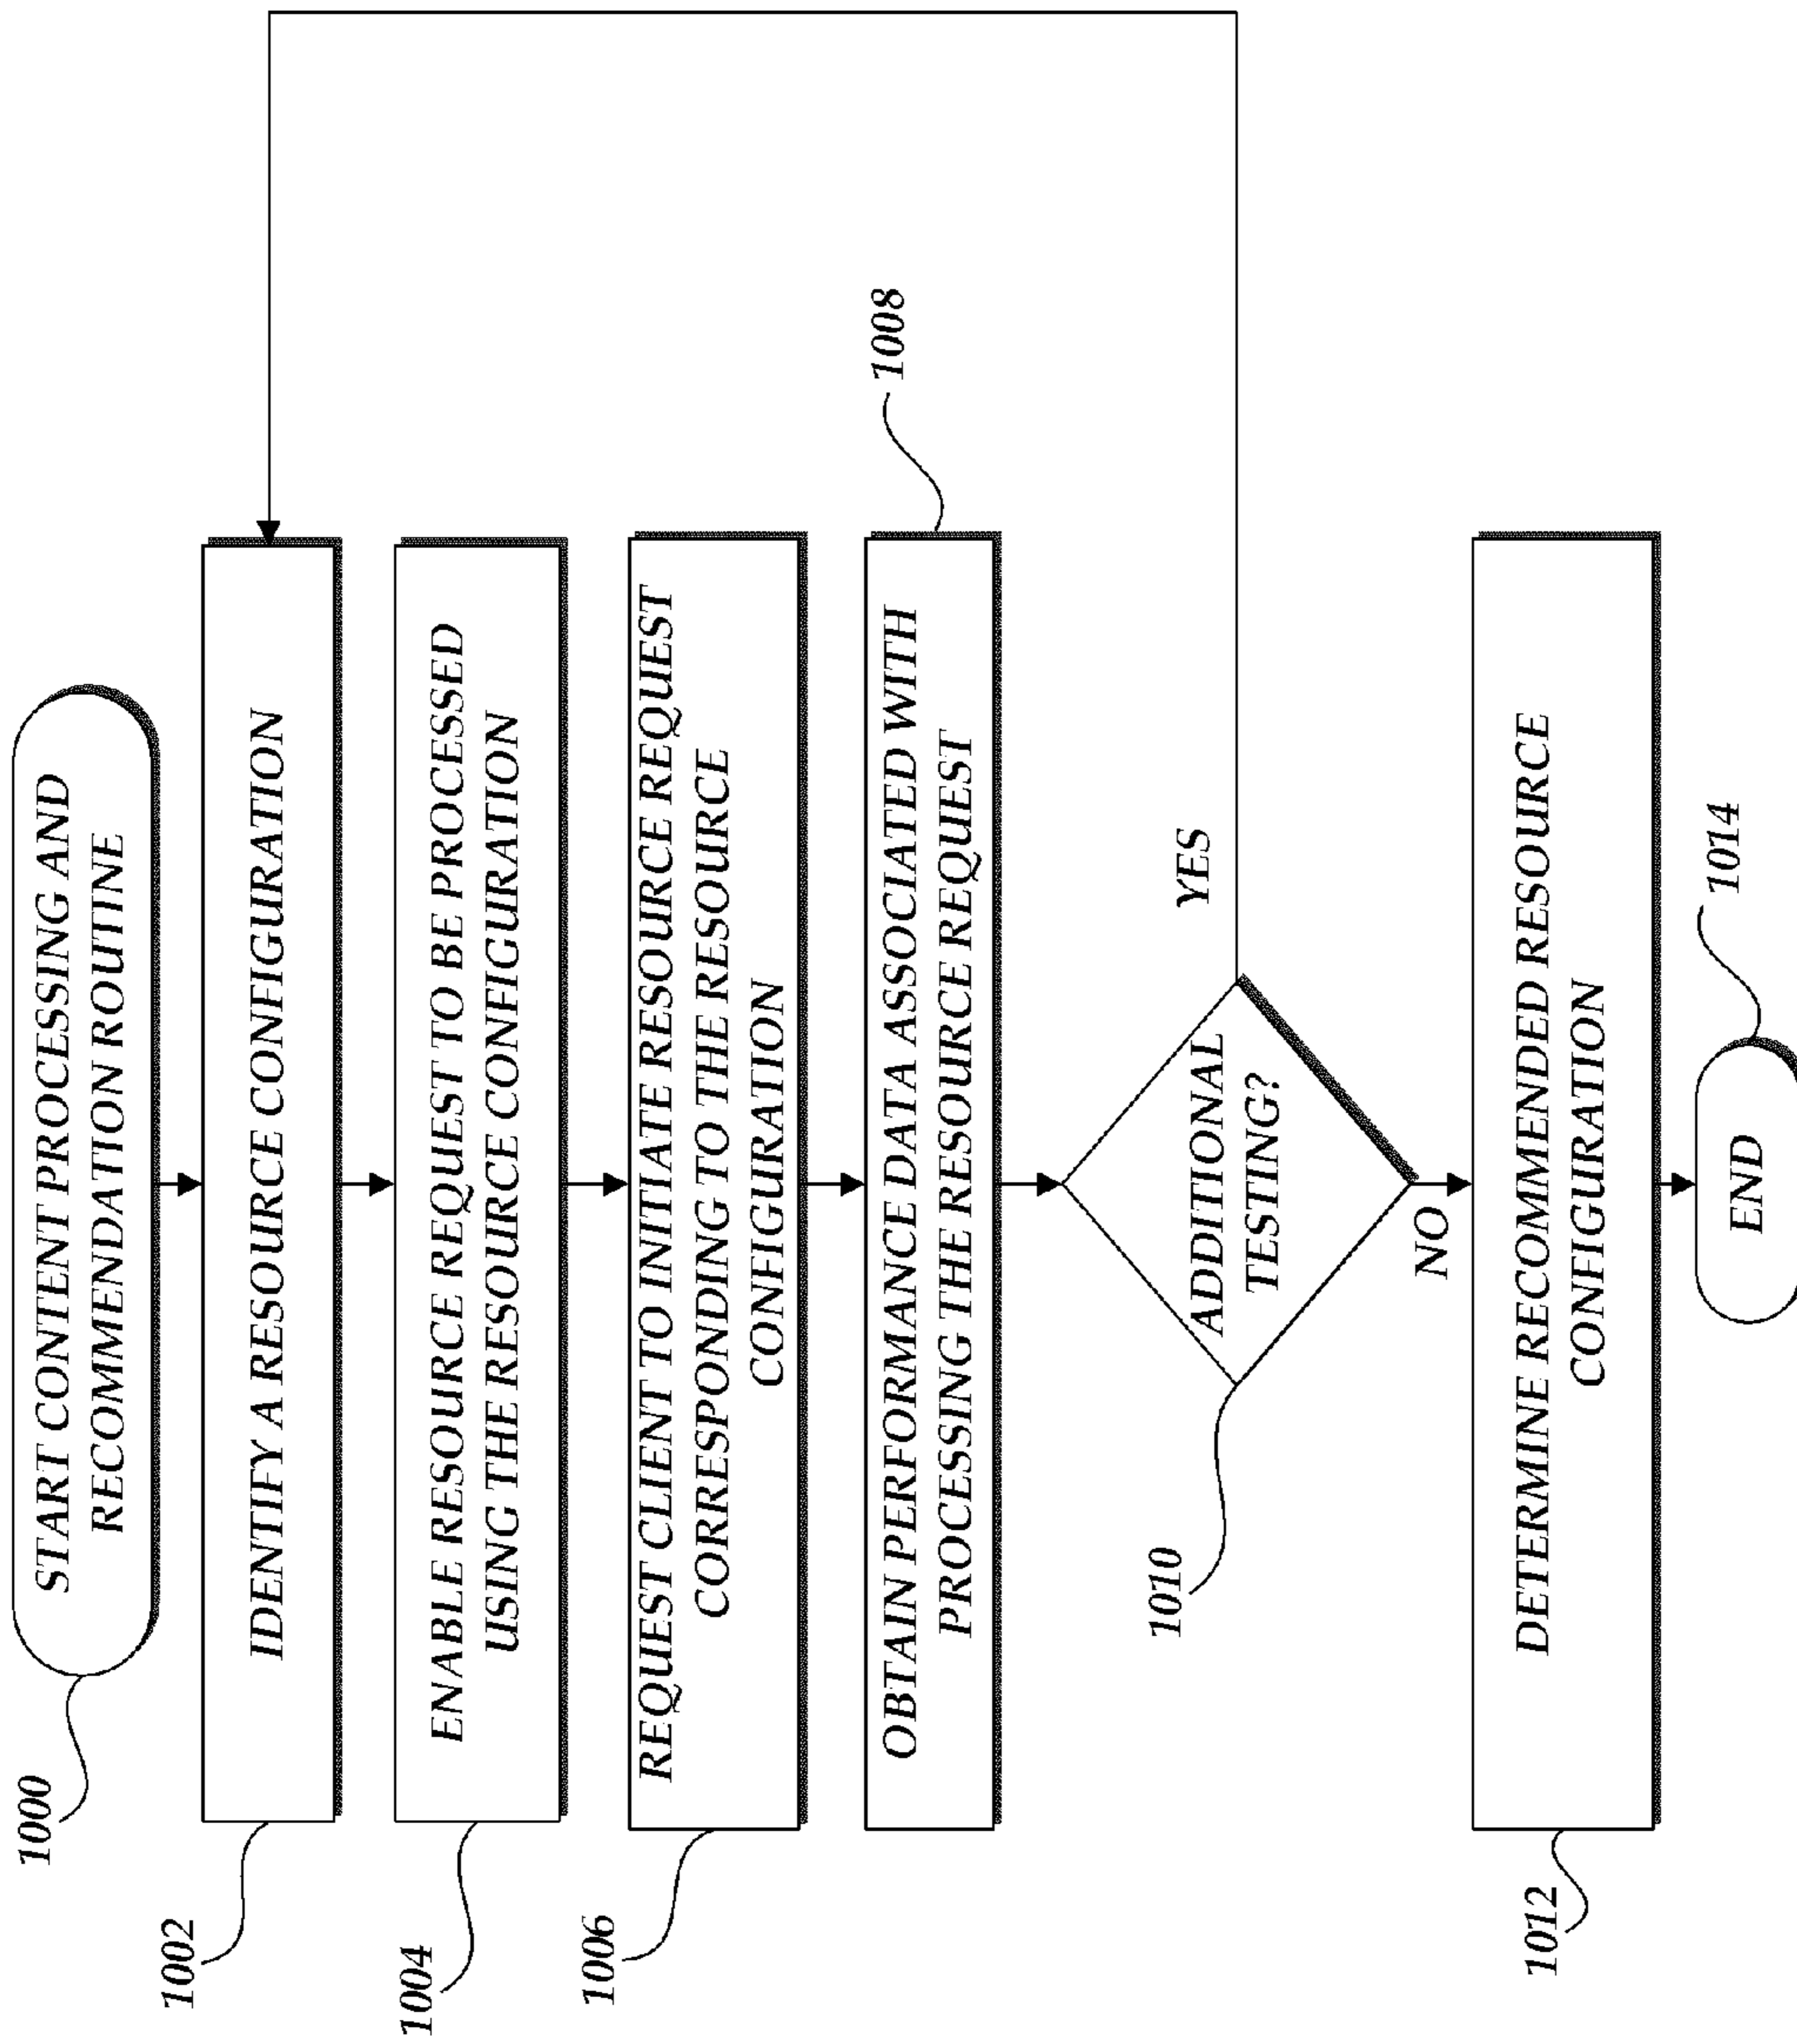 1000
START CONTENT PROCESSING AND
RECOMMENDATION ROUTINE
1002
IDENTIFY A RESOURCE CONFIGURATION
1004
ENABLE RESOURCE REQUEST TO BE PROCESSED
USING THE RESOURCE CONFIGURATION
1006
REQUEST CLIENT TO INITIATE RESOURCE REQUEST
CORRESPONDING TO THE RESOURCE
CONFIGURATION
1008
OBTAIN PERFORMANCE DATA ASSOCIATED WITH
PROCESSING THE RESOURCE REQUEST
1010
ADDITIONAL
TESTING?
YES
NO
1012
DETERMINE RECOMMENDED RESOURCE
CONFIGURATION
1014
END